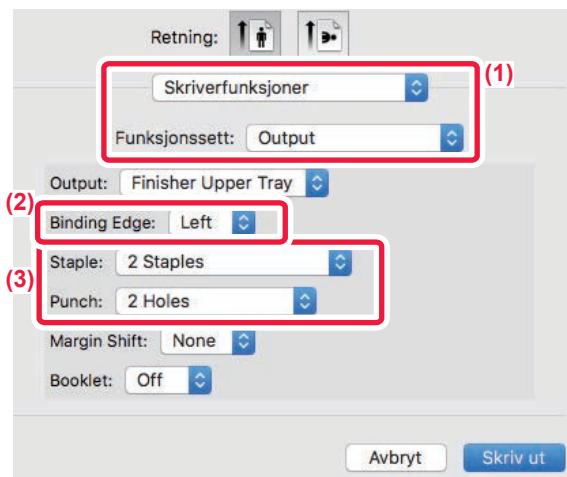 Retning:
(1)
Skriverfunksjoner
Funksjonssett: Output
Output: Finisher Upper Tray
(2)
Binding Edge: Left
(3)
Staple: 2 Staples
Punch: 2 Holes
Margin Shift: None
Booklet: Off
Avbryt Skriv ut